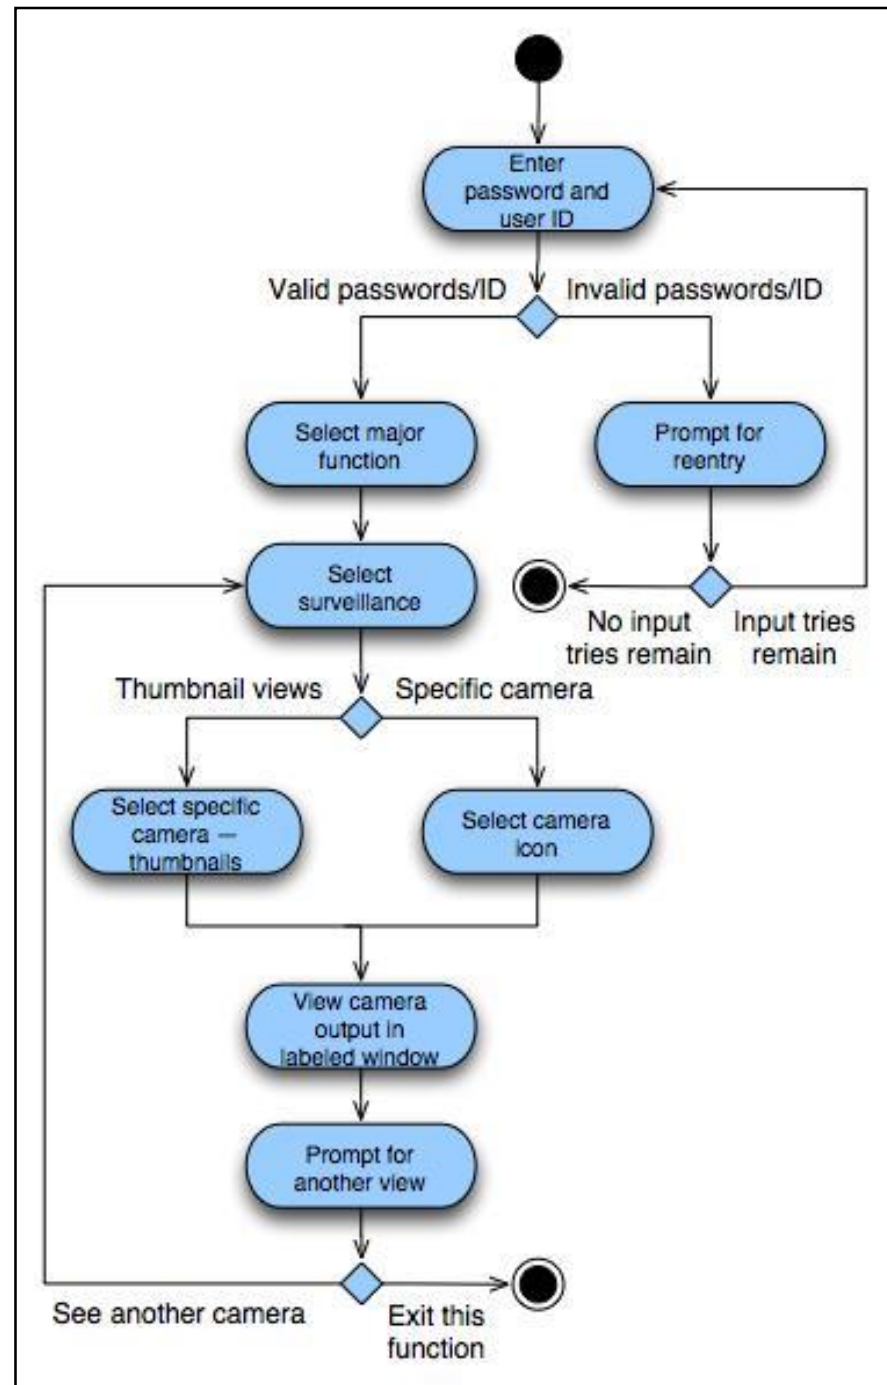 Enter
password and
user ID
Valid passwords/ID
Invalid passwords/ID
Select major
function
Prompt for
reentry
Select
surveillance
No input
tries remain
Input tries
remain
Thumbnail views
Specific camera
Select specific
camera —
thumbnails
Select camera
icon
View camera
output in
labeled window
Prompt for
another view
See another camera
Exit this
function